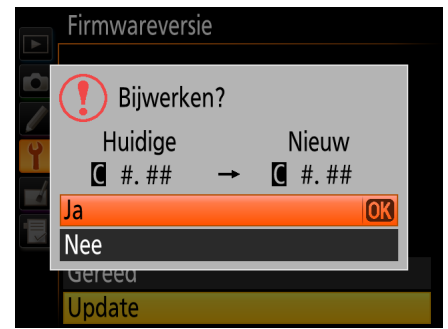 Firmwareversie
Bijwerken?
Huidige Nieuw
C #.## → C #.##
Ja OK
Nee
Gereed
Update